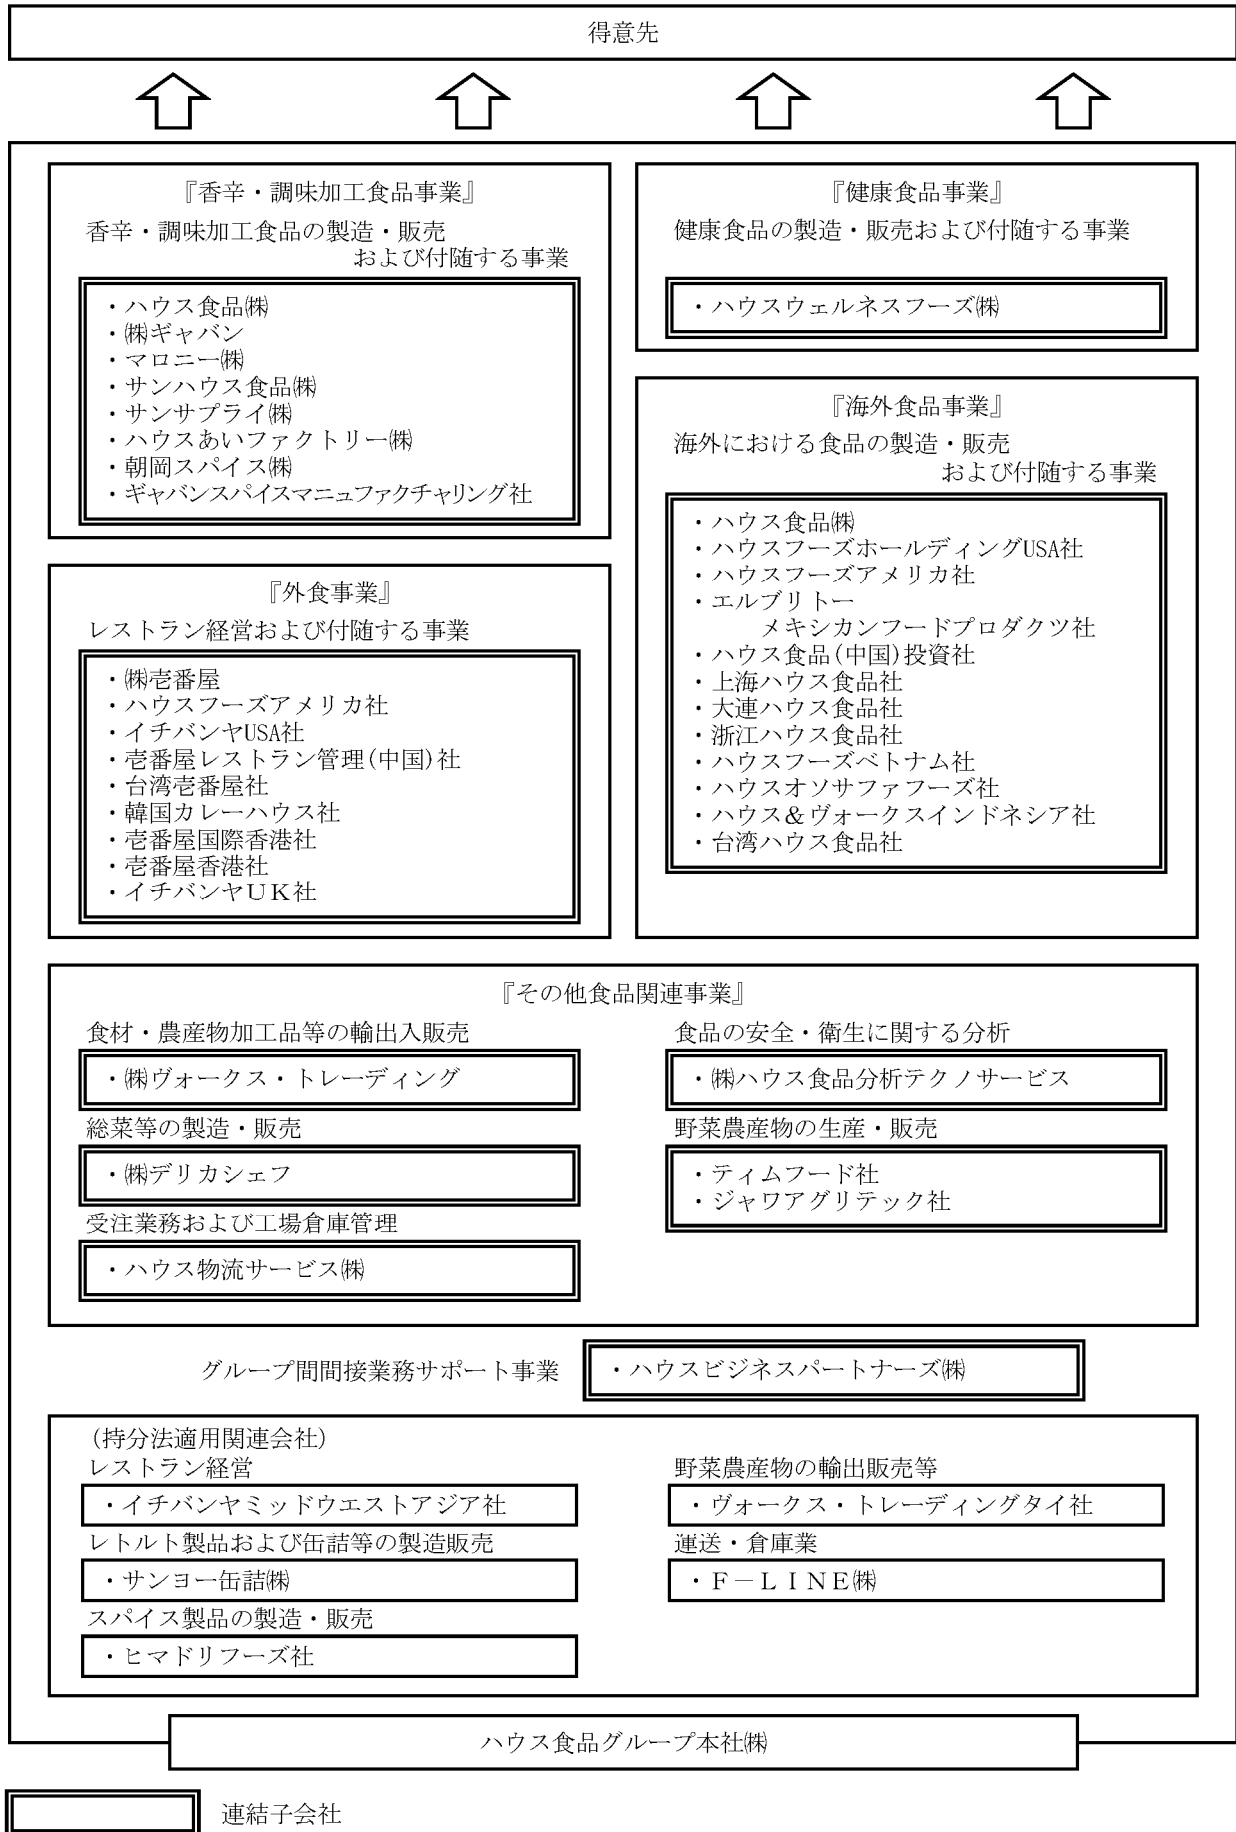 得意先
『香辛・調味加工食品事業』
香辛・調味加工食品の製造・販売
および付随する事業
・ハウス食品㈱
・㈱ギャバン
・マロニー㈱
・サンハウス食品㈱
・サンサプライ㈱
・ハウスあいファクトリー㈱
・朝岡スパイス㈱
・ギャバンスパイスマニュファクチャリング社
『健康食品事業』
健康食品の製造・販売および付随する事業
・ハウスウェルネスフーズ㈱
『外食事業』
レストラン経営および付随する事業
・㈱壱番屋
・ハウスフーズアメリカ社
・イチバンヤUSA社
・壱番屋レストラン管理(中国)社
・台湾壱番屋社
・韓国カレーハウス社
・壱番屋国際香港社
・壱番屋香港社
・イチバンヤＵＫ社
『海外食品事業』
海外における食品の製造・販売
および付随する事業
・ハウス食品㈱
・ハウスフーズホールディングUSA社
・ハウスフーズアメリカ社
・エルブリトー
メキシカンフードプロダクツ社
・ハウス食品(中国)投資社
・上海ハウス食品社
・大連ハウス食品社
・浙江ハウス食品社
・ハウスフーズベトナム社
・ハウスオソサファフーズ社
・ハウス＆ヴォークスインドネシア社
・台湾ハウス食品社
『その他食品関連事業』
食材・農産物加工品等の輸出入販売
・㈱ヴォークス・トレーディング
総菜等の製造・販売
・㈱デリカシェフ
受注業務および工場倉庫管理
・ハウス物流サービス㈱
食品の安全・衛生に関する分析
・㈱ハウス食品分析テクノサービス
野菜農産物の生産・販売
・ティムフード社
・ジャワアグリテック社
グループ間間接業務サポート事業
・ハウスビジネスパートナーズ㈱
(持分法適用関連会社)
レストラン経営
・イチバンヤミッドウエストアジア社
レトルト製品および缶詰等の製造販売
・サンヨー缶詰㈱
スパイス製品の製造・販売
・ヒマドリフーズ社
野菜農産物の輸出販売等
・ヴォークス・トレーディングタイ社
運送・倉庫業
・Ｆ－ＬＩＮＥ㈱
ハウス食品グループ本社㈱
連結子会社